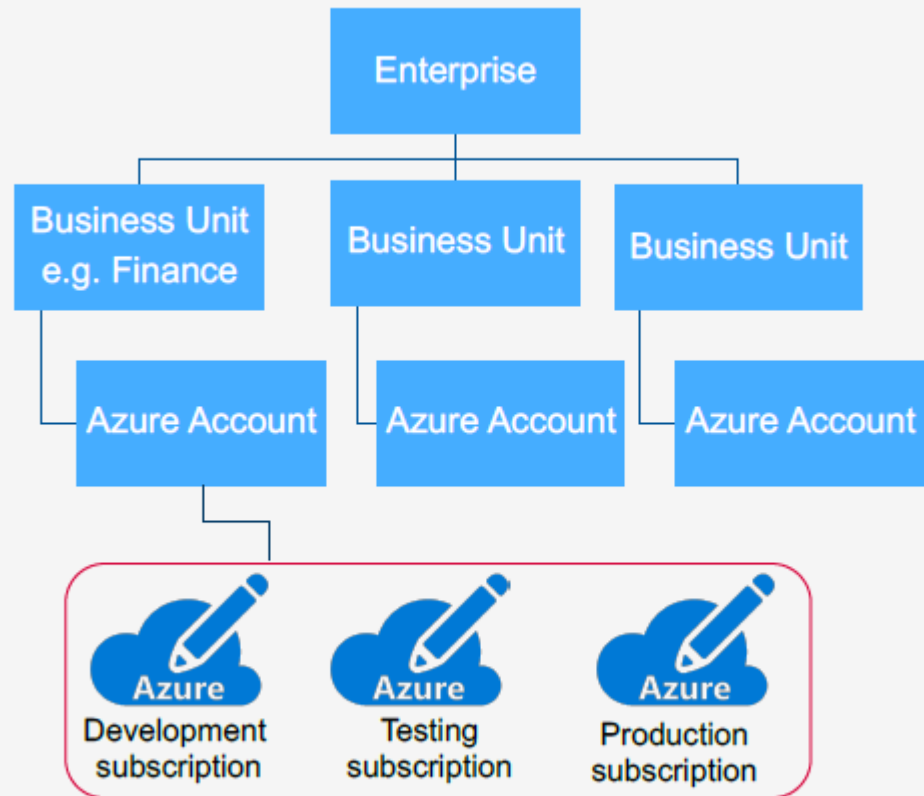 Enterprise
Business Unit
e.g. Finance
Business Unit
Business Unit
Azure Account
Azure Account
Azure Account
Azure
Azure
Azure
Development
subscription
Testing
subscription
Production
subscription